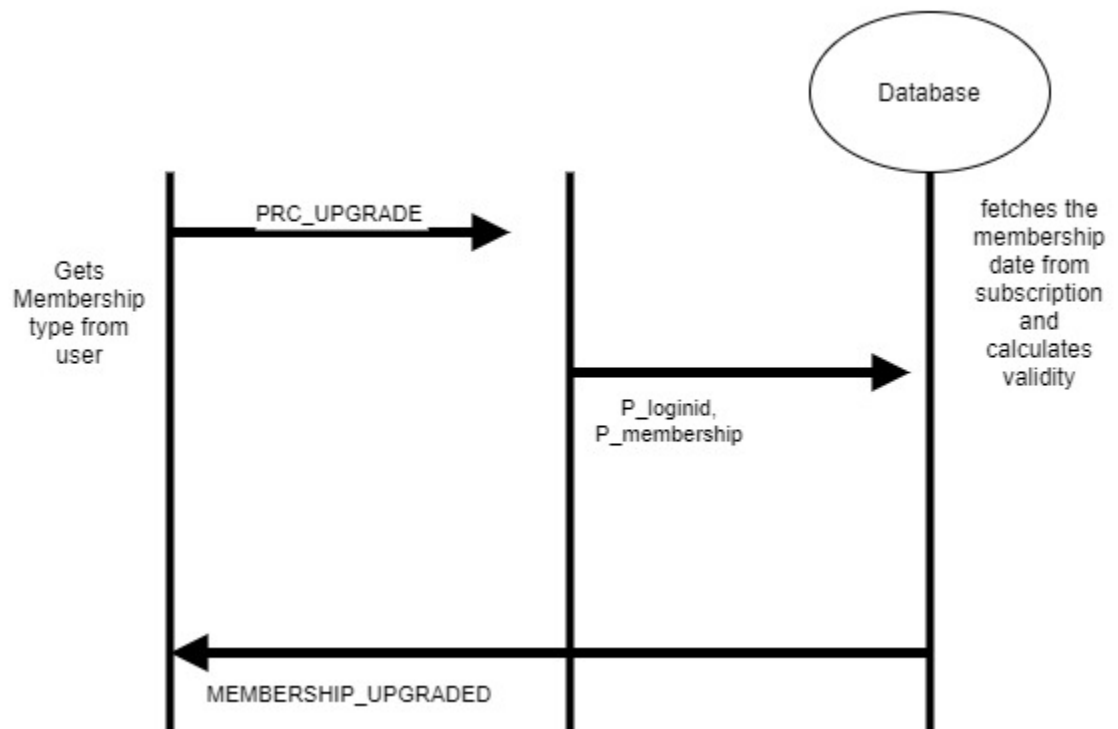 Database
PRC_UPGRADE
Gets
Membership
type from
user
fetches the
membership
date from
subscription
and
calculates
validity
P_loginid,
P_membership
MEMBERSHIP_UPGRADED